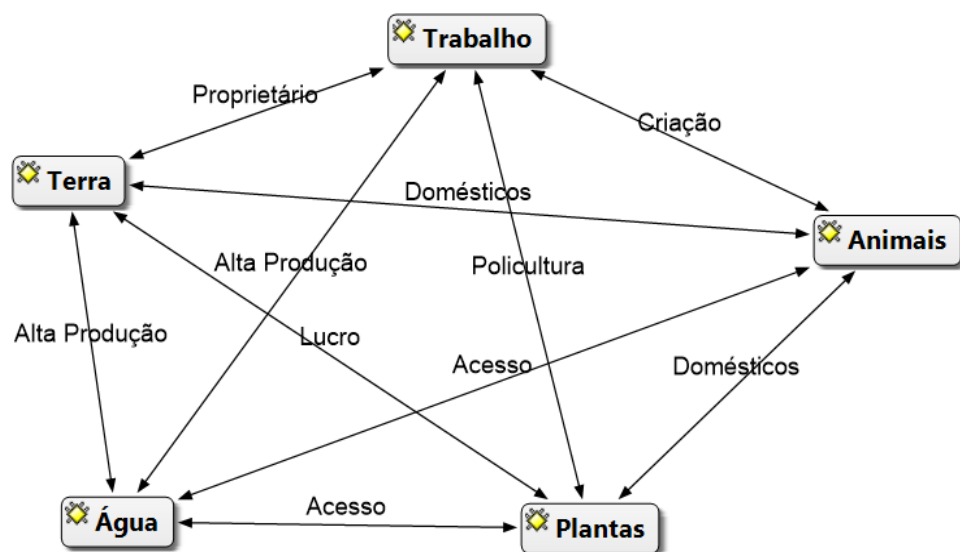 Trabalho
Proprietário
Criação
Terra
Domésticos
Animais
Alta Produção
Policultura
Alta Produção
Lucro
Acesso
Domésticos
Acesso
Água
Plantas